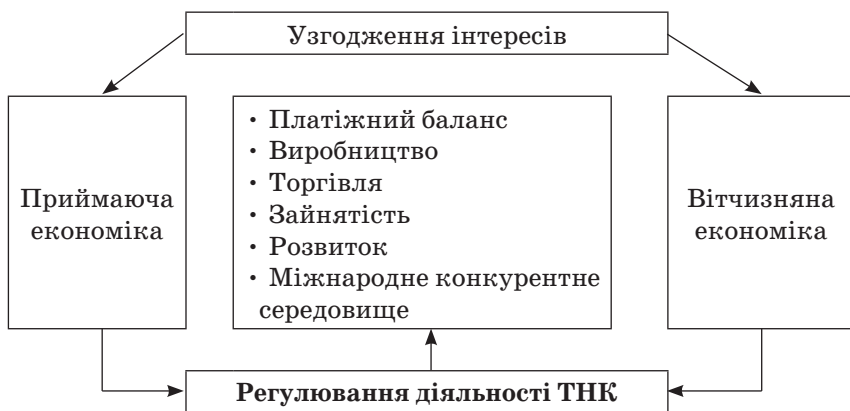 Узгодження інтересів
Приймаюча
економіка
· Платіжний баланс
· Виробництво
· Торгівля
· Зайнятість
· Розвиток
· Міжнародне конкурентне
середовище
Вітчизняна
економіка
Регулювання діяльності ТНК